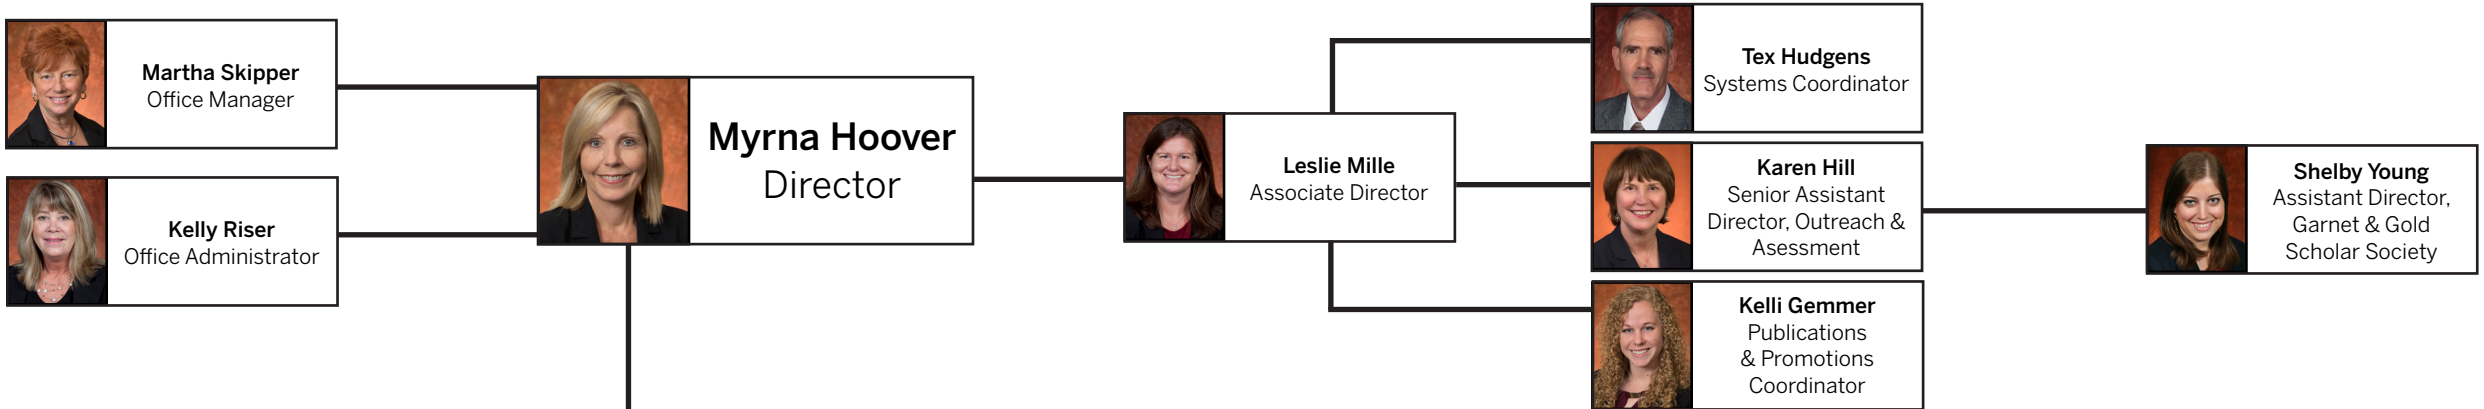 Martha Skipper
Office Manager
Kelly Riser
Office Administrator
Myrna Hoover
Director
Leslie Mille
Associate Director
Tex Hudgens
Systems Coordinator
Karen Hill
Senior Assistant
Director, Outreach &
Asessment
Kelli Gemmer
Publications
& Promotions
Coordinator
Shelby Young
Assistant Director,
Garnet & Gold
Scholar Society